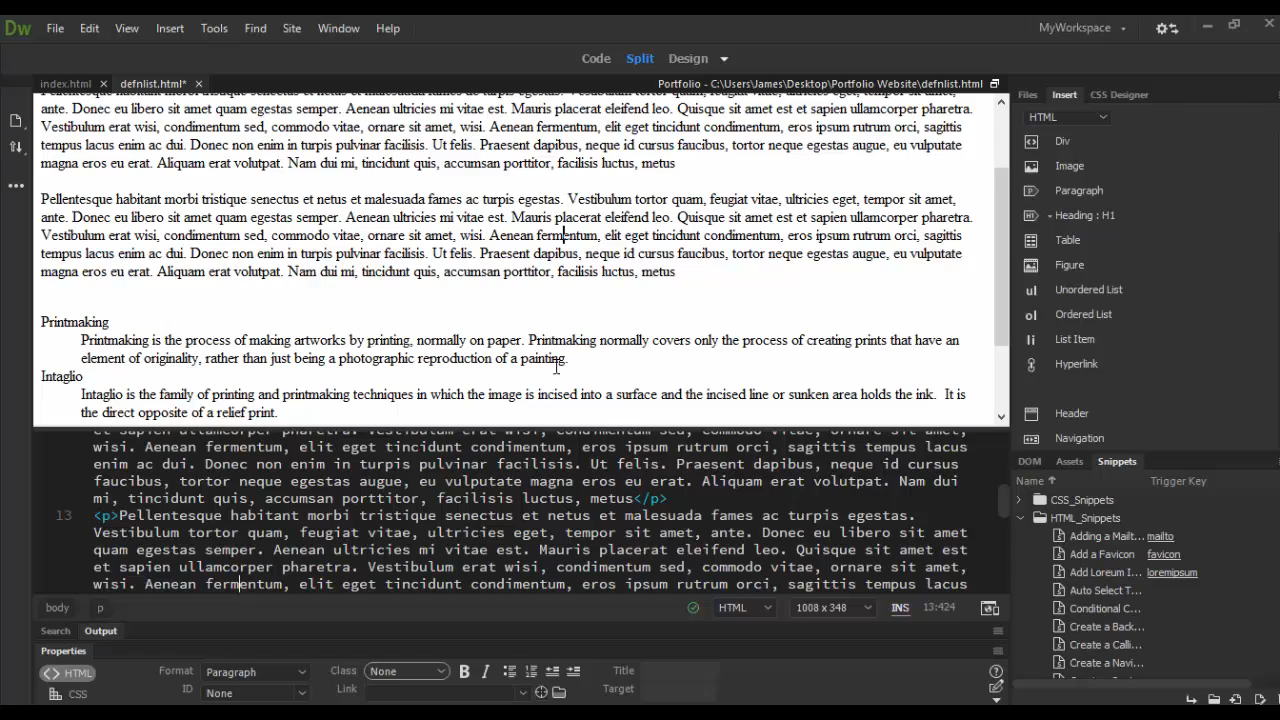 Dw File Edit View Insert Tools Find Site Window Help MyWorkspace
Code Split Design
index.html defnlist.html* Portfolio - C:\Users\James\Desktop\Portfolio Website\defnlist.html
ante. Donec eu libero sit amet quam egestas semper. Aenean ultricies mi vitae est. Mauris placerat eleifend leo. Quisque sit amet est et sapien ullamcorper pharetra.
Vestibulum erat wisi, condimentum sed, commodo vitae, ornare sit amet, wisi. Aenean fermentum, elit eget tincidunt condimentum, eros ipsum rutrum orci, sagittis
tempus lacus enim ac dui. Donec non enim in turpis pulvinar facilisis. Ut felis. Praesent dapibus, neque id cursus faucibus, tortor neque egestas augue, eu vulputate
magna eros eu erat. Aliquam erat volutpat. Nam dui mi, tincidunt quis, accumsan porttitor, facilisis luctus, metus
Pellentesque habitant morbi tristique senectus et netus et malesuada fames ac turpis egestas. Vestibulum tortor quam, feugiat vitae, ultricies eget, tempor sit amet,
ante. Donec eu libero sit amet quam egestas semper. Aenean ultricies mi vitae est. Mauris placerat eleifend leo. Quisque sit amet est et sapien ullamcorper pharetra.
Vestibulum erat wisi, condimentum sed, commodo vitae, ornare sit amet, wisi. Aenean fermentum, elit eget tincidunt condimentum, eros ipsum rutrum orci, sagittis
tempus lacus enim ac dui. Donec non enim in turpis pulvinar facilisis. Ut felis. Praesent dapibus, neque id cursus faucibus, tortor neque egestas augue, eu vulputate
magna eros eu erat. Aliquam erat volutpat. Nam dui mi, tincidunt quis, accumsan porttitor, facilisis luctus, metus
Printmaking
Printmaking is the process of making artworks by printing, normally on paper. Printmaking normally covers only the process of creating prints that have an
element of originality, rather than just being a photographic reproduction of a painting.
Intaglio
Intaglio is the family of printing and printmaking techniques in which the image is incised into a surface and the incised line or sunken area holds the ink. It is
the direct opposite of a relief print.
et sapien ullamcorper pharetra. Vestibulum erat wisi, condimentum sed, commodo vitae, ornare sit amet,
wisi. Aenean fermentum, elit eget tincidunt condimentum, eros ipsum rutrum orci, sagittis tempus lacus
enim ac dui. Donec non enim in turpis pulvinar facilisis. Ut felis. Praesent dapibus, neque id cursus
faucibus, tortor neque egestas augue, eu vulputate magna eros eu erat. Aliquam erat volutpat. Nam dui
mi, tincidunt quis, accumsan porttitor, facilisis luctus, metus</p>
13 <p>Pellentesque habitant morbi tristique senectus et netus et malesuada fames ac turpis egestas.
Vestibulum tortor quam, feugiat vitae, ultricies eget, tempor sit amet, ante. Donec eu libero sit amet
quam egestas semper. Aenean ultricies mi vitae est. Mauris placerat eleifend leo. Quisque sit amet est
et sapien ullamcorper pharetra. Vestibulum erat wisi, condimentum sed, commodo vitae, ornare sit amet,
wisi. Aenean fermentum, elit eget tincidunt condimentum, eros ipsum rutrum orci, sagittis tempus lacus
body p HTML 1008 x 348 INS 13:424
Search Output
Properties
<> HTML Format Paragraph Class None B I Title
CSS ID None Link Target
Files Insert CSS Designer
HTML
Div
Image
Paragraph
Heading : H1
Table
Figure
ul Unordered List
ol Ordered List
li List Item
Hyperlink
Header
Navigation
DOM Assets Snippets
Name Trigger Key
CSS_Snippets
HTML_Snippets
Adding a Mailt... mailto
Add a Favicon favicon
Add Loreum I... loremipsum
Auto Select T...
Conditional C...
Create a Back...
Create a Calli...
Create a Navi...